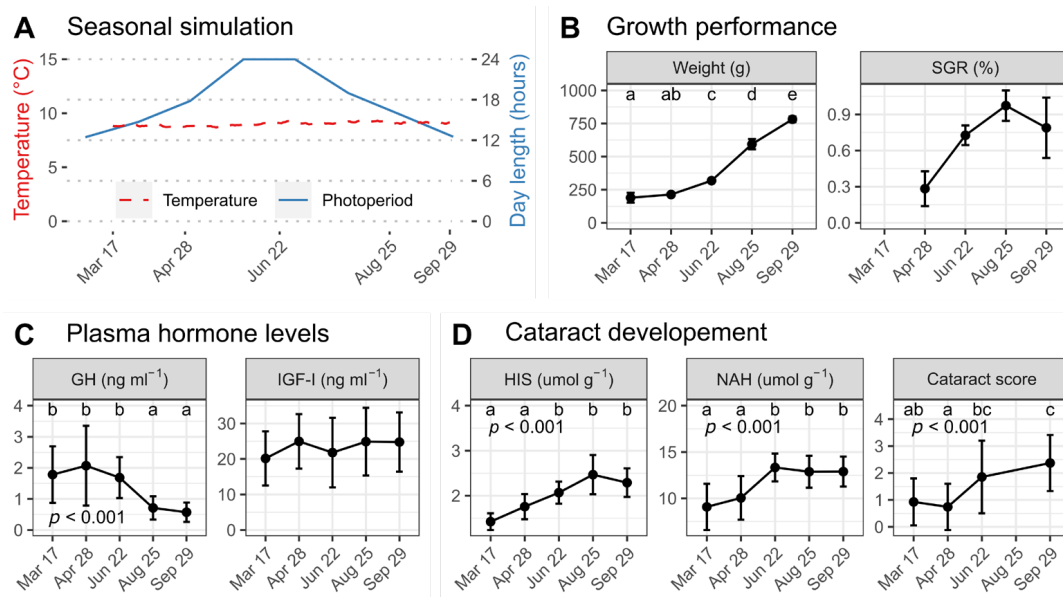 A Seasonal simulation
Temperature (°C)
15
10
5
0
24
18
12
6
0
Day length (hours)
Temperature
Photoperiod
Mar 17
Apr 28
Jun 22
Aug 25
Sep 29
B Growth performance
Weight (g)
a ab c d e
1000
750
500
250
0
Mar 17
Apr 28
Jun 22
Aug 25
Sep 29
SGR (%)
0.9
0.6
0.3
0.0
Mar 17
Apr 28
Jun 22
Aug 25
Sep 29
C Plasma hormone levels
GH (ng ml⁻¹)
b b b a a
4
3
2
1
0
p < 0.001
Mar 17
Apr 28
Jun 22
Aug 25
Sep 29
IGF-I (ng ml⁻¹)
30
20
10
0
Mar 17
Apr 28
Jun 22
Aug 25
Sep 29
D Cataract developement
HIS (umol g⁻¹)
a a b b b
p < 0.001
4
3
2
Mar 17
Apr 28
Jun 22
Aug 25
Sep 29
NAH (umol g⁻¹)
a a b b b
p < 0.001
20
15
10
Mar 17
Apr 28
Jun 22
Aug 25
Sep 29
Cataract score
ab a bc c
p < 0.001
4
3
2
1
0
Mar 17
Apr 28
Jun 22
Aug 25
Sep 29